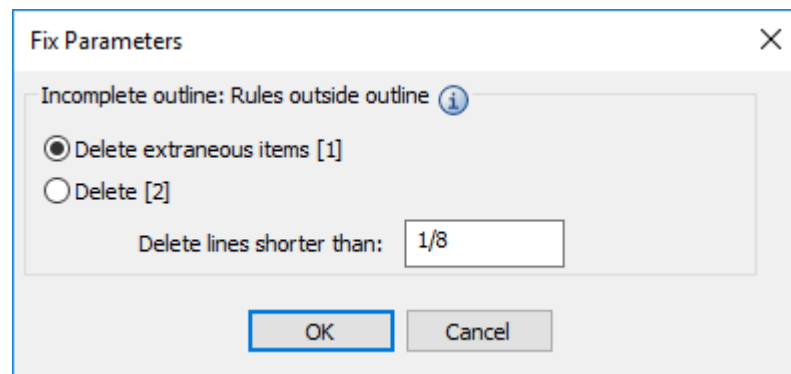 Fix Parameters
Incomplete outline: Rules outside outline
Delete extraneous items [1]
Delete [2]
Delete lines shorter than: 1/8
OK Cancel